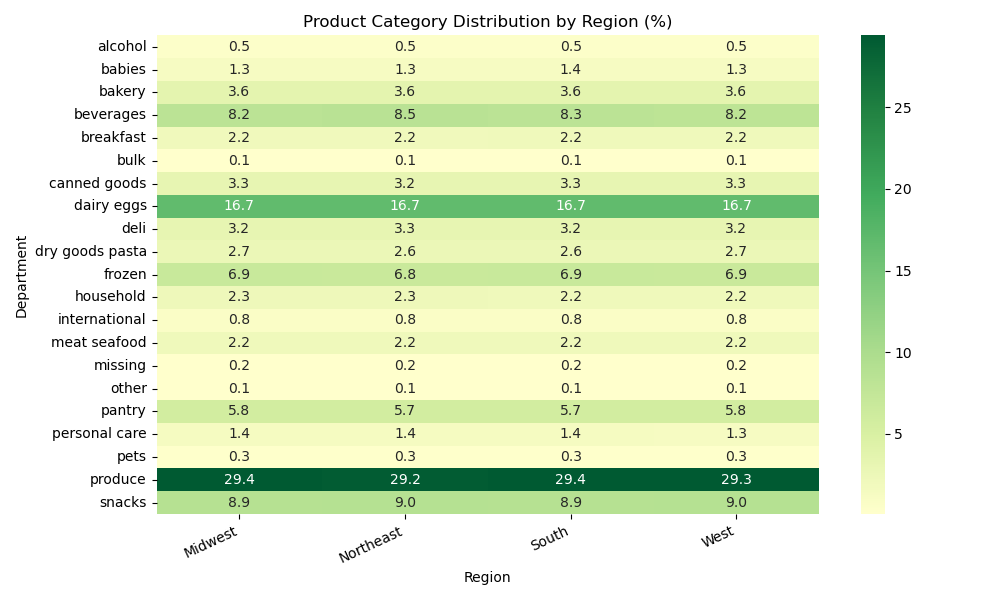 Product Category Distribution by Region (%)
Department
alcohol 0.5 0.5 0.5 0.5
babies 1.3 1.3 1.4 1.3
bakery 3.6 3.6 3.6 3.6
beverages 8.2 8.5 8.3 8.2
breakfast 2.2 2.2 2.2 2.2
bulk 0.1 0.1 0.1 0.1
canned goods 3.3 3.2 3.3 3.3
dairy eggs 16.7 16.7 16.7 16.7
deli 3.2 3.3 3.2 3.2
dry goods pasta 2.7 2.6 2.6 2.7
frozen 6.9 6.8 6.9 6.9
household 2.3 2.3 2.2 2.2
international 0.8 0.8 0.8 0.8
meat seafood 2.2 2.2 2.2 2.2
missing 0.2 0.2 0.2 0.2
other 0.1 0.1 0.1 0.1
pantry 5.8 5.7 5.7 5.8
personal care 1.4 1.4 1.4 1.3
pets 0.3 0.3 0.3 0.3
produce 29.4 29.2 29.4 29.3
snacks 8.9 9.0 8.9 9.0
Midwest Northeast South West
Region
25
20
15
10
5